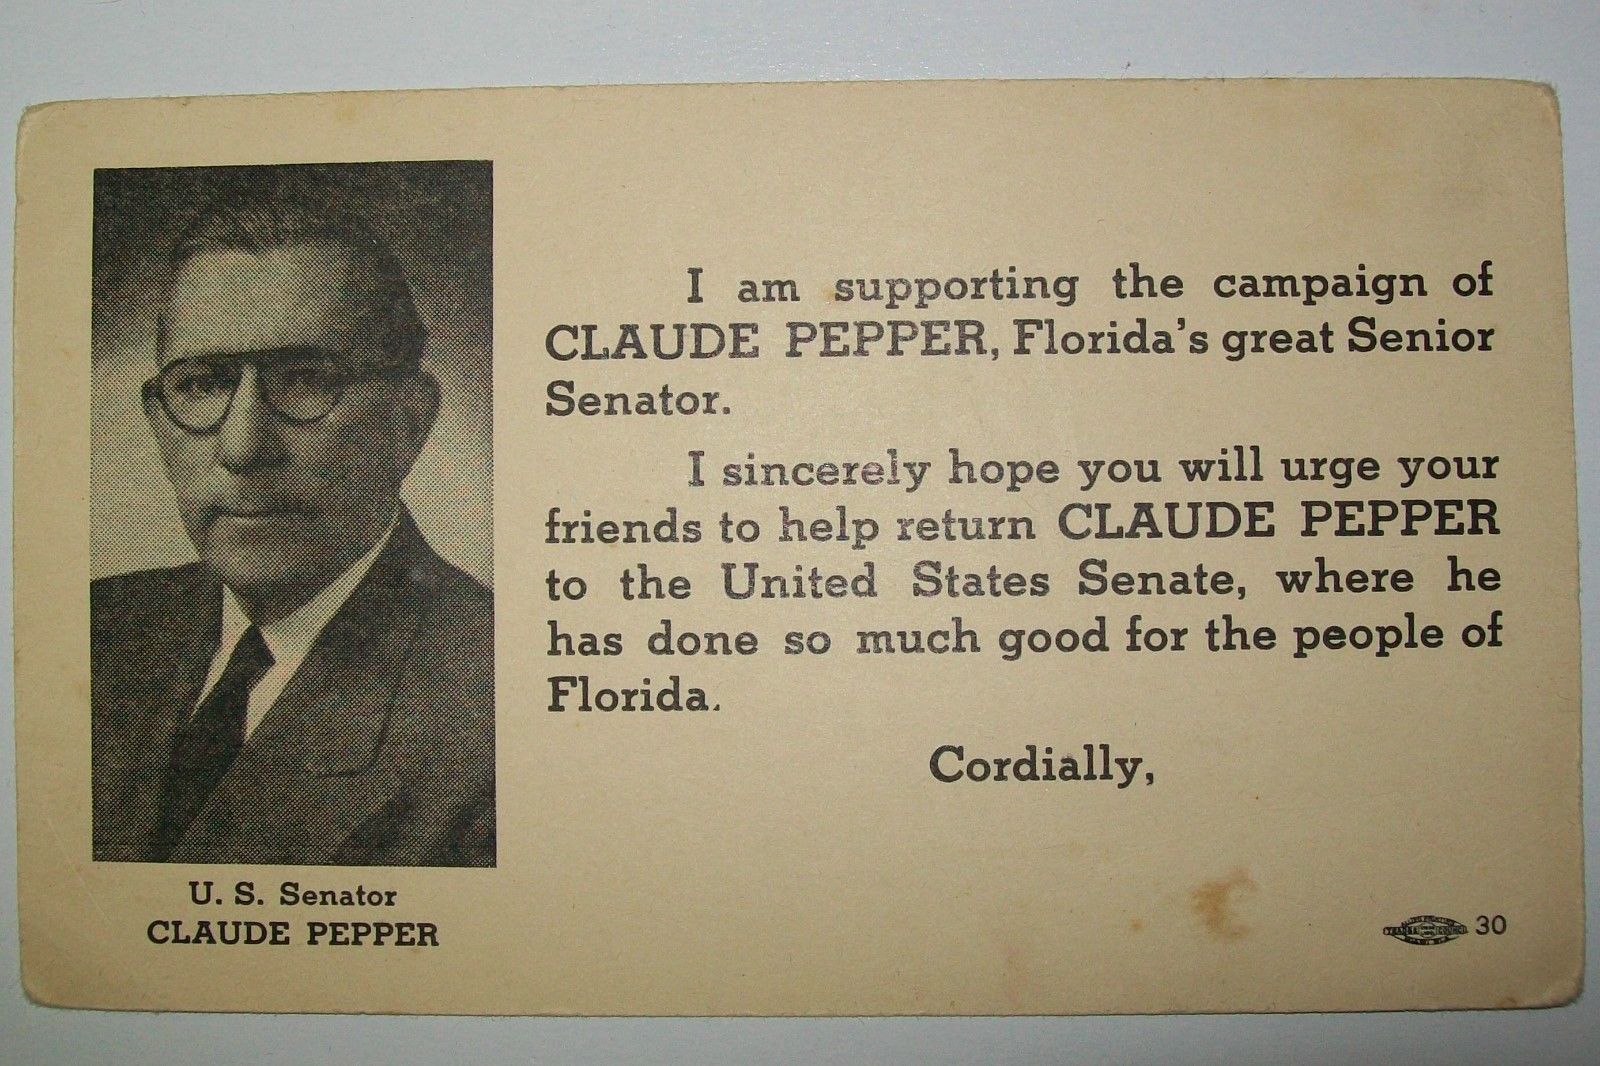 I am supporting the campaign of
CLAUDE PEPPER, Florida's great Senior
Senator.
I sincerely hope you will urge your
friends to help return CLAUDE PEPPER
to the United States Senate, where he
has done so much good for the people of
Florida.
Cordially,
U. S. Senator
CLAUDE PEPPER
30